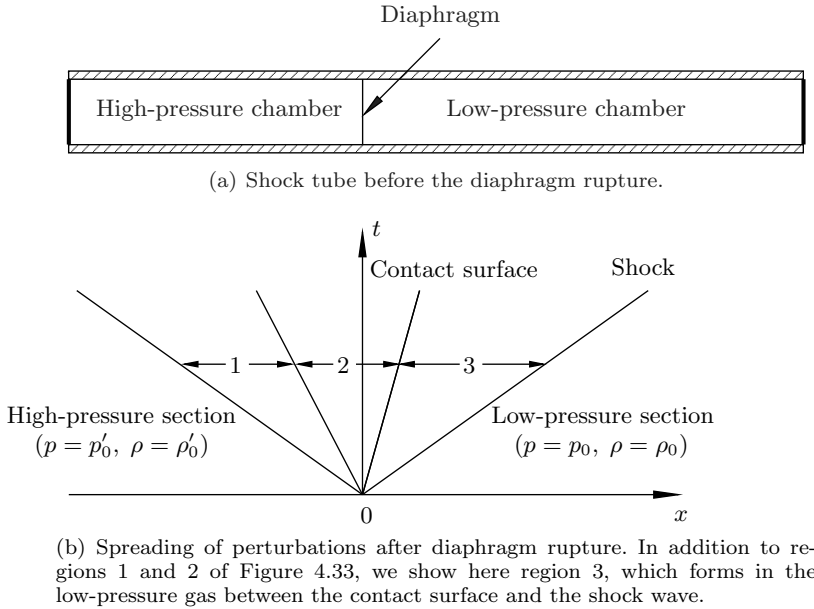 Diaphragm
High-pressure chamber
Low-pressure chamber
(a) Shock tube before the diaphragm rupture.
t
Contact surface
Shock
1
2
3
High-pressure section
(p = p′₀, ρ = ρ′₀)
Low-pressure section
(p = p₀, ρ = ρ₀)
0
x
(b) Spreading of perturbations after diaphragm rupture. In addition to re-
gions 1 and 2 of Figure 4.33, we show here region 3, which forms in the
low-pressure gas between the contact surface and the shock wave.